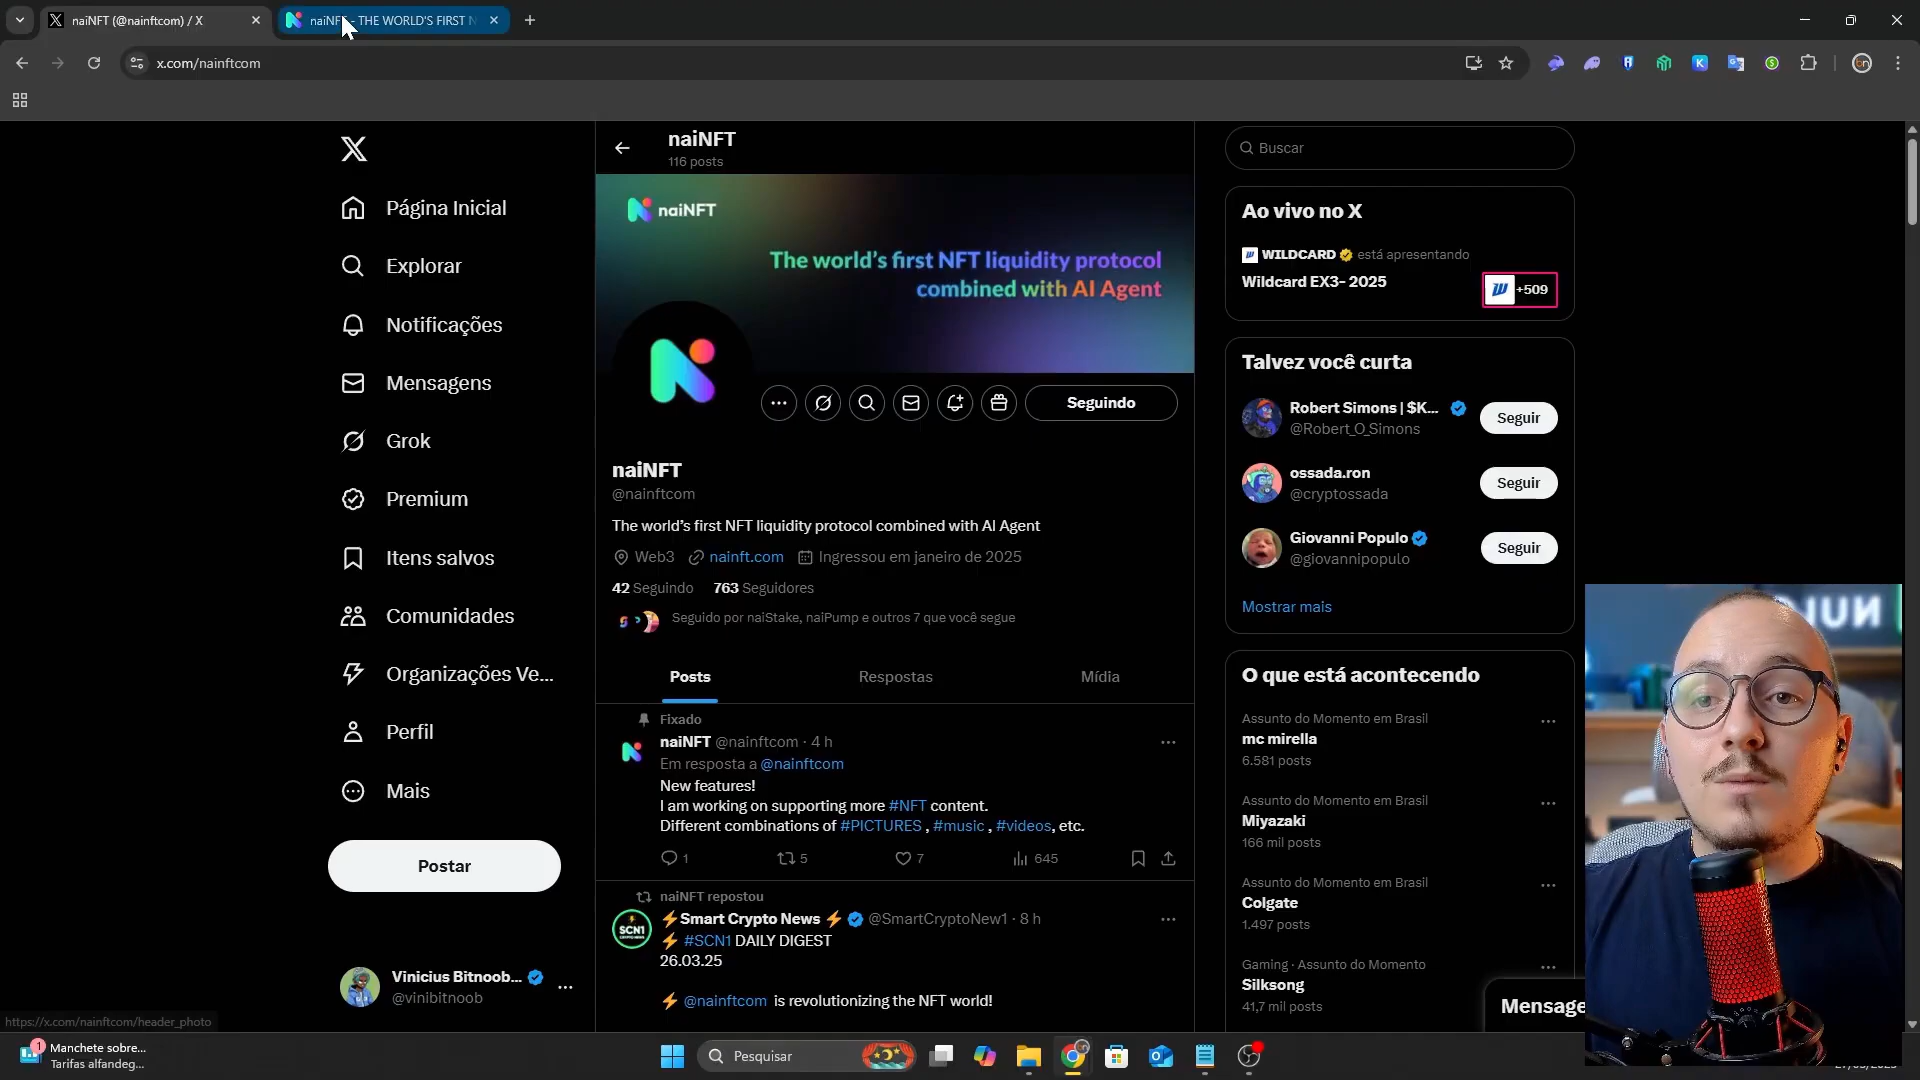 naiNFT (@nainftcom) / X
naiNFT - THE WORLD'S FIRST N
x.com/nainftcom
naiNFT
116 posts
naiNFT
The world's first NFT liquidity protocol
combined with AI Agent
Seguindo
naiNFT
@nainftcom
The world's first NFT liquidity protocol combined with AI Agent
Web3 nainft.com Ingressou em janeiro de 2025
42 Seguindo 763 Seguidores
Seguido por naiStake, naiPump e outros 7 que você segue
Posts Respostas Mídia
Fixado
naiNFT @nainftcom · 4 h
Em resposta a @nainftcom
New features!
I am working on supporting more #NFT content.
Different combinations of #PICTURES , #music , #videos, etc.
1 5 7 645
naiNFT repostou
⚡Smart Crypto News ⚡ @SmartCryptoNew1 · 8 h
SCN1
⚡ #SCN1 DAILY DIGEST
26.03.25
⚡ @nainftcom is revolutionizing the NFT world!
Página Inicial
Explorar
Notificações
Mensagens
Grok
Premium
Itens salvos
Comunidades
Organizações Ve...
Perfil
Mais
Postar
Vinicius Bitnoob...
@vinibitnoob
https://x.com/nainftcom/header_photo
Buscar
Ao vivo no X
WILDCARD está apresentando
Wildcard EX3- 2025
+509
Talvez você curta
Robert Simons | $K...
@Robert_O_Simons
Seguir
ossada.ron
@cryptossada
Seguir
Giovanni Populo
@giovannipopulo
Seguir
Mostrar mais
O que está acontecendo
Assunto do Momento em Brasil
mc mirella
6.581 posts
Assunto do Momento em Brasil
Miyazaki
166 mil posts
Assunto do Momento em Brasil
Colgate
1.497 posts
Gaming · Assunto do Momento
Silksong
41,7 mil posts
Mensage
1
Manchete sobre...
Tarifas alfandeg...
Pesquisar